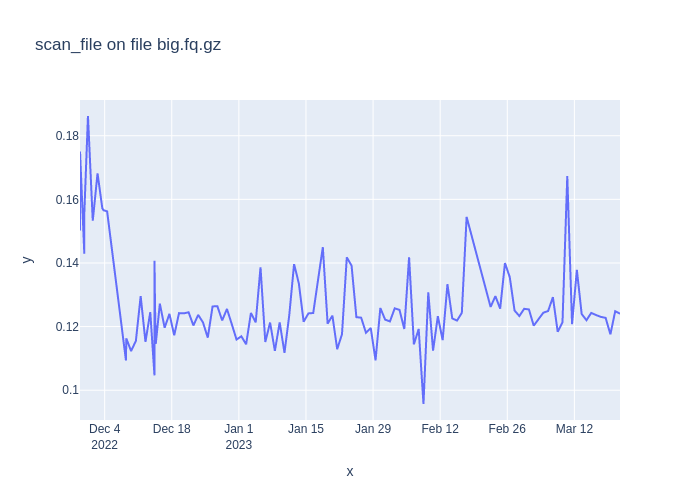 scan_file on file big.fq.gz
0.18
0.16
0.14
0.12
0.1
y
Dec 4
2022
Dec 18
Jan 1
2023
Jan 15
Jan 29
Feb 12
Feb 26
Mar 12
x